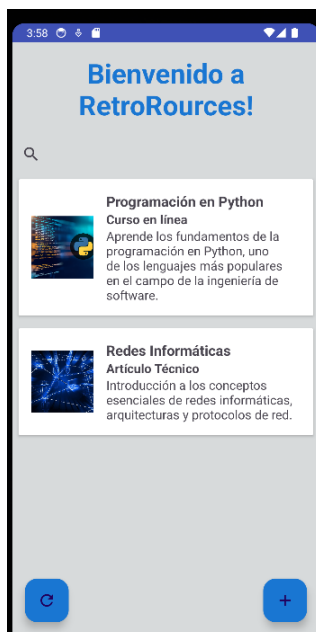 3:58
Bienvenido a
RetroRources!
Programación en Python
Curso en línea
Aprende los fundamentos de la
programación en Python, uno
de los lenguajes más populares
en el campo de la ingeniería de
software.
Redes Informáticas
Artículo Técnico
Introducción a los conceptos
esenciales de redes informáticas,
arquitecturas y protocolos de red.